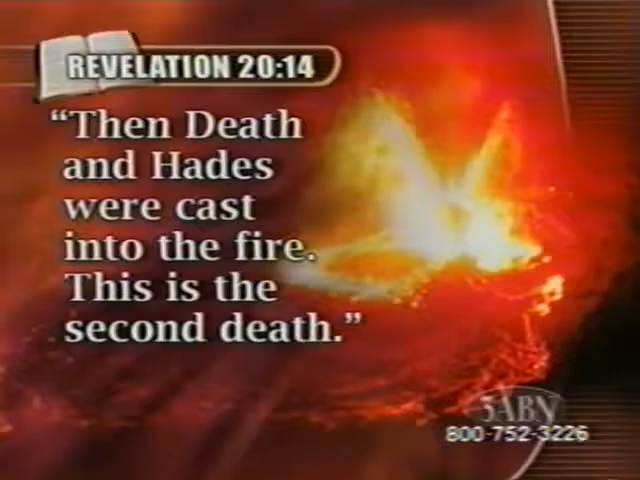 REVELATION 20:14
“Then Death
and Hades
were cast
into the fire.
This is the
second death.”
3ABN
800-752-3226